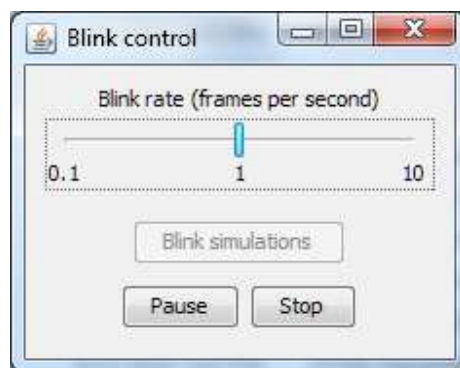 Blink control
Blink rate (frames per second)
0.1 1 10
Blink simulations
Pause Stop